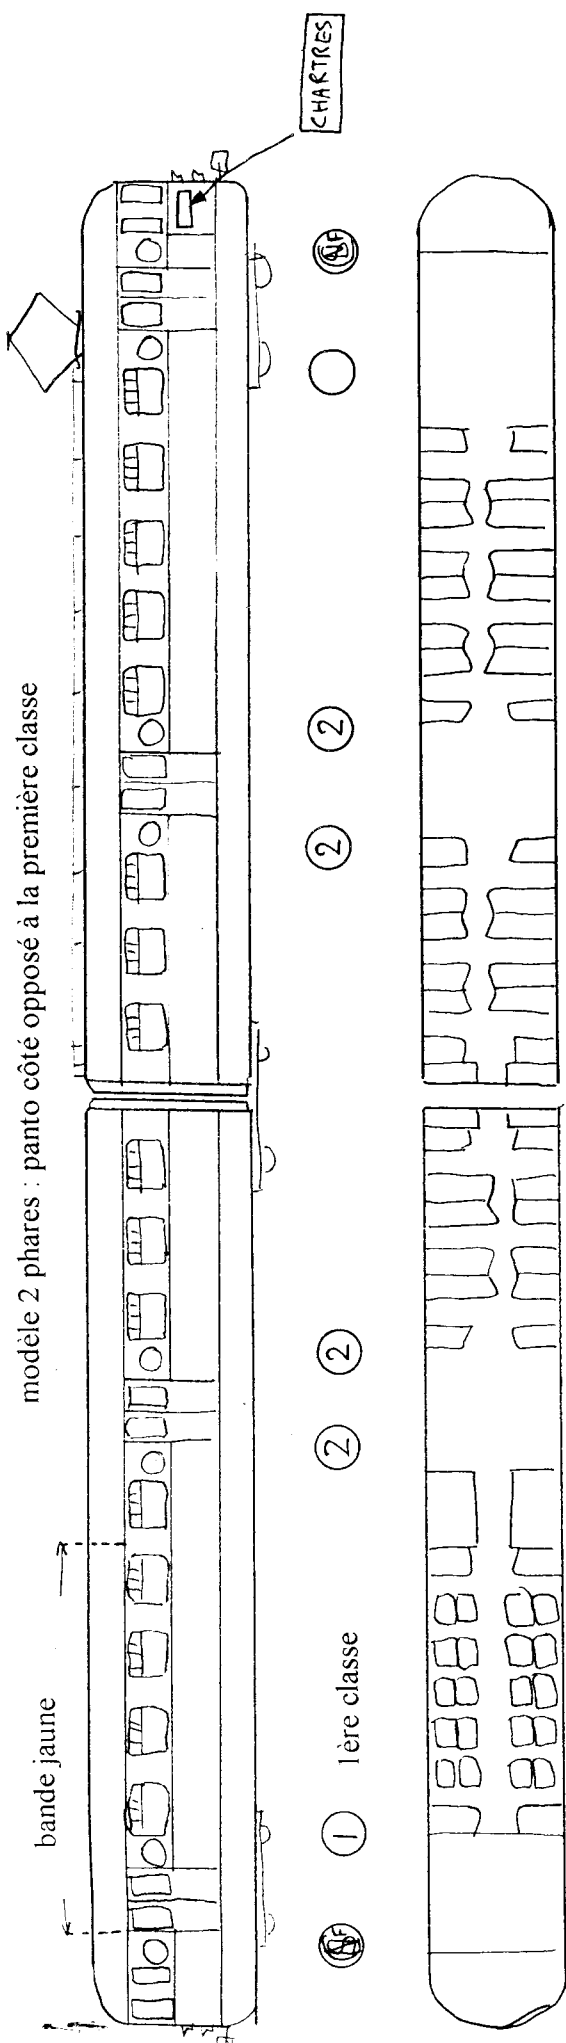 modèle 2 phares : panto côté opposé à la première classe
bande jaune
CHARTRES
1 1ère classe 2 2 2 2